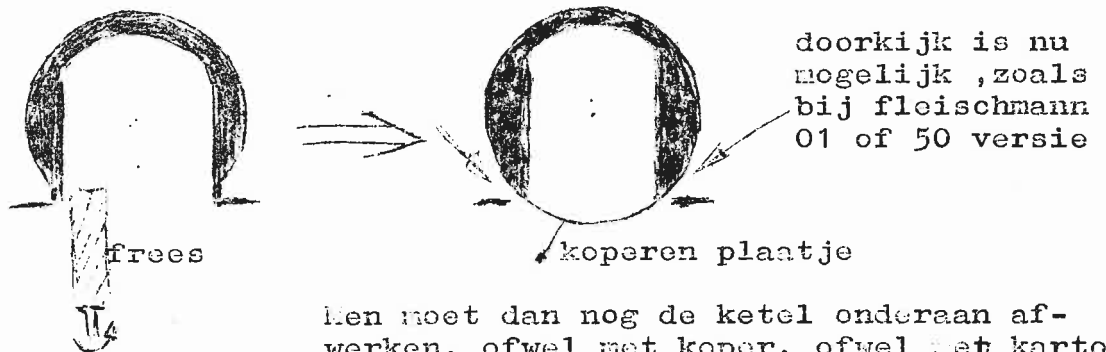 doorkijk is nu
mogelijk ,zoals
bij fleischmann
01 of 50 versie
frees
koperen plaatje
Men moet dan nog de ketel onderaan af-
werken, ofwel met koper, ofwel met karto